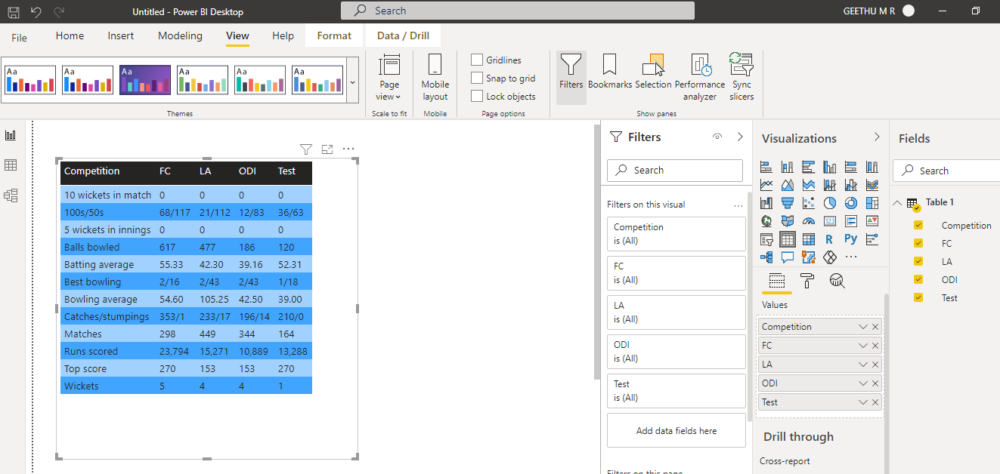 Untitled - Power BI Desktop
Search
GEETHU M R
File
Home
Insert
Modeling
View
Help
Format
Data / Drill
Aa
Aa
Aa
Aa
Aa
Aa
Themes
Page
view
Scale to fit
Mobile
layout
Mobile
Gridlines
Snap to grid
Lock objects
Page options
Filters
Bookmarks
Selection
Performance
analyzer
Sync
slicers
Show panes
Competition FC LA ODI Test
10 wickets in match 0 0 0 0
100s/50s 68/117 21/112 12/83 36/63
5 wickets in innings 0 0 0 0
Balls bowled 617 477 186 120
Batting average 55.33 42.30 39.16 52.31
Best bowling 2/16 2/43 2/43 1/18
Bowling average 54.60 105.25 42.50 39.00
Catches/stumpings 353/1 233/17 196/14 210/0
Matches 298 449 344 164
Runs scored 23,794 15,271 10,889 13,288
Top score 270 153 153 270
Wickets 5 4 4 1
Filters
Search
Filters on this visual
Competition
is (All)
FC
is (All)
LA
is (All)
ODI
is (All)
Test
is (All)
Add data fields here
Filters on this page
Visualizations
123
R
Py
Values
Competition
FC
LA
ODI
Test
Drill through
Cross-report
Fields
Search
Table 1
Competition
FC
LA
ODI
Test